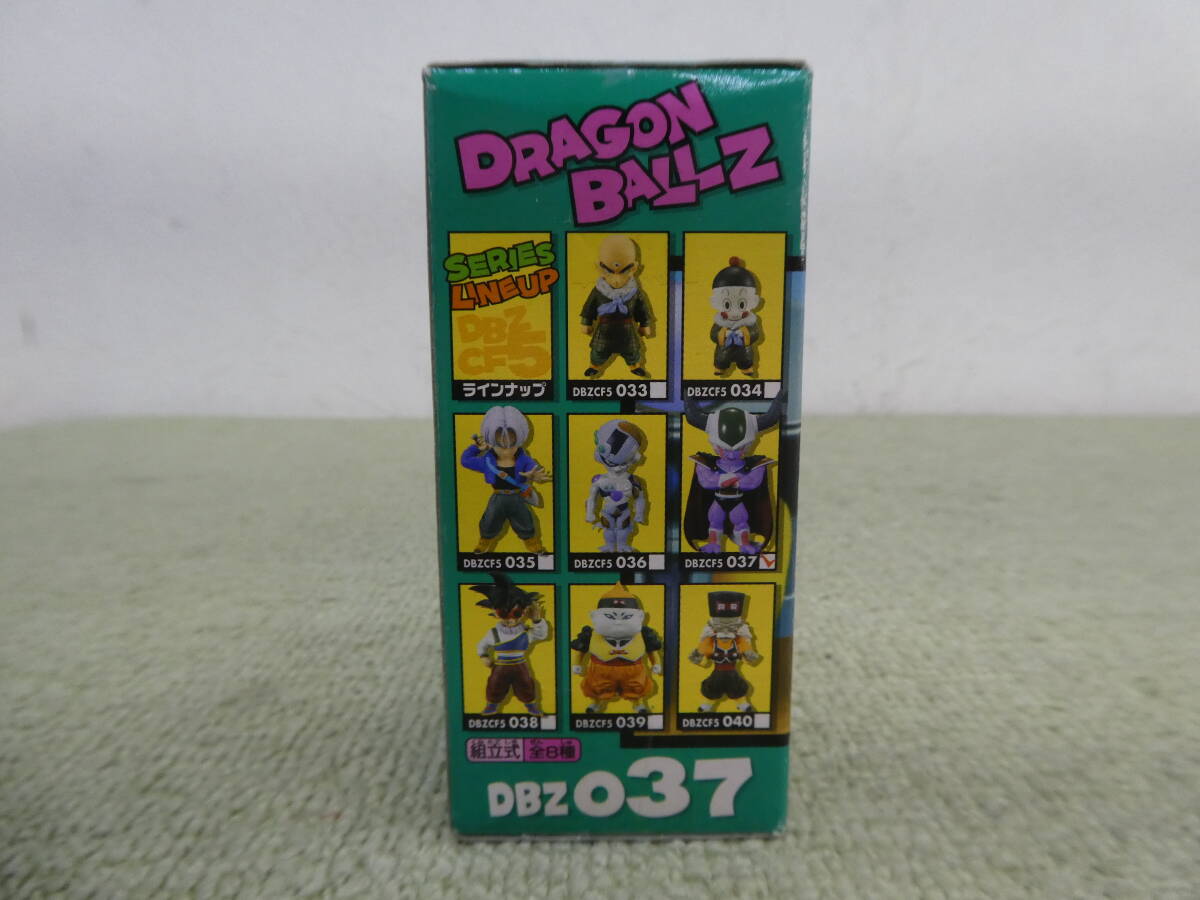 DRAGON
BALL Z
SERIES
LINEUP
DBZ
CF5
ラインナップ
DBZCF5 033
DBZCF5 034
DBZCF5 035
DBZCF5 036
DBZCF5 037
DBZCF5 038
DBZCF5 039
DBZCF5 040
組立式 全8種
DBZ 037